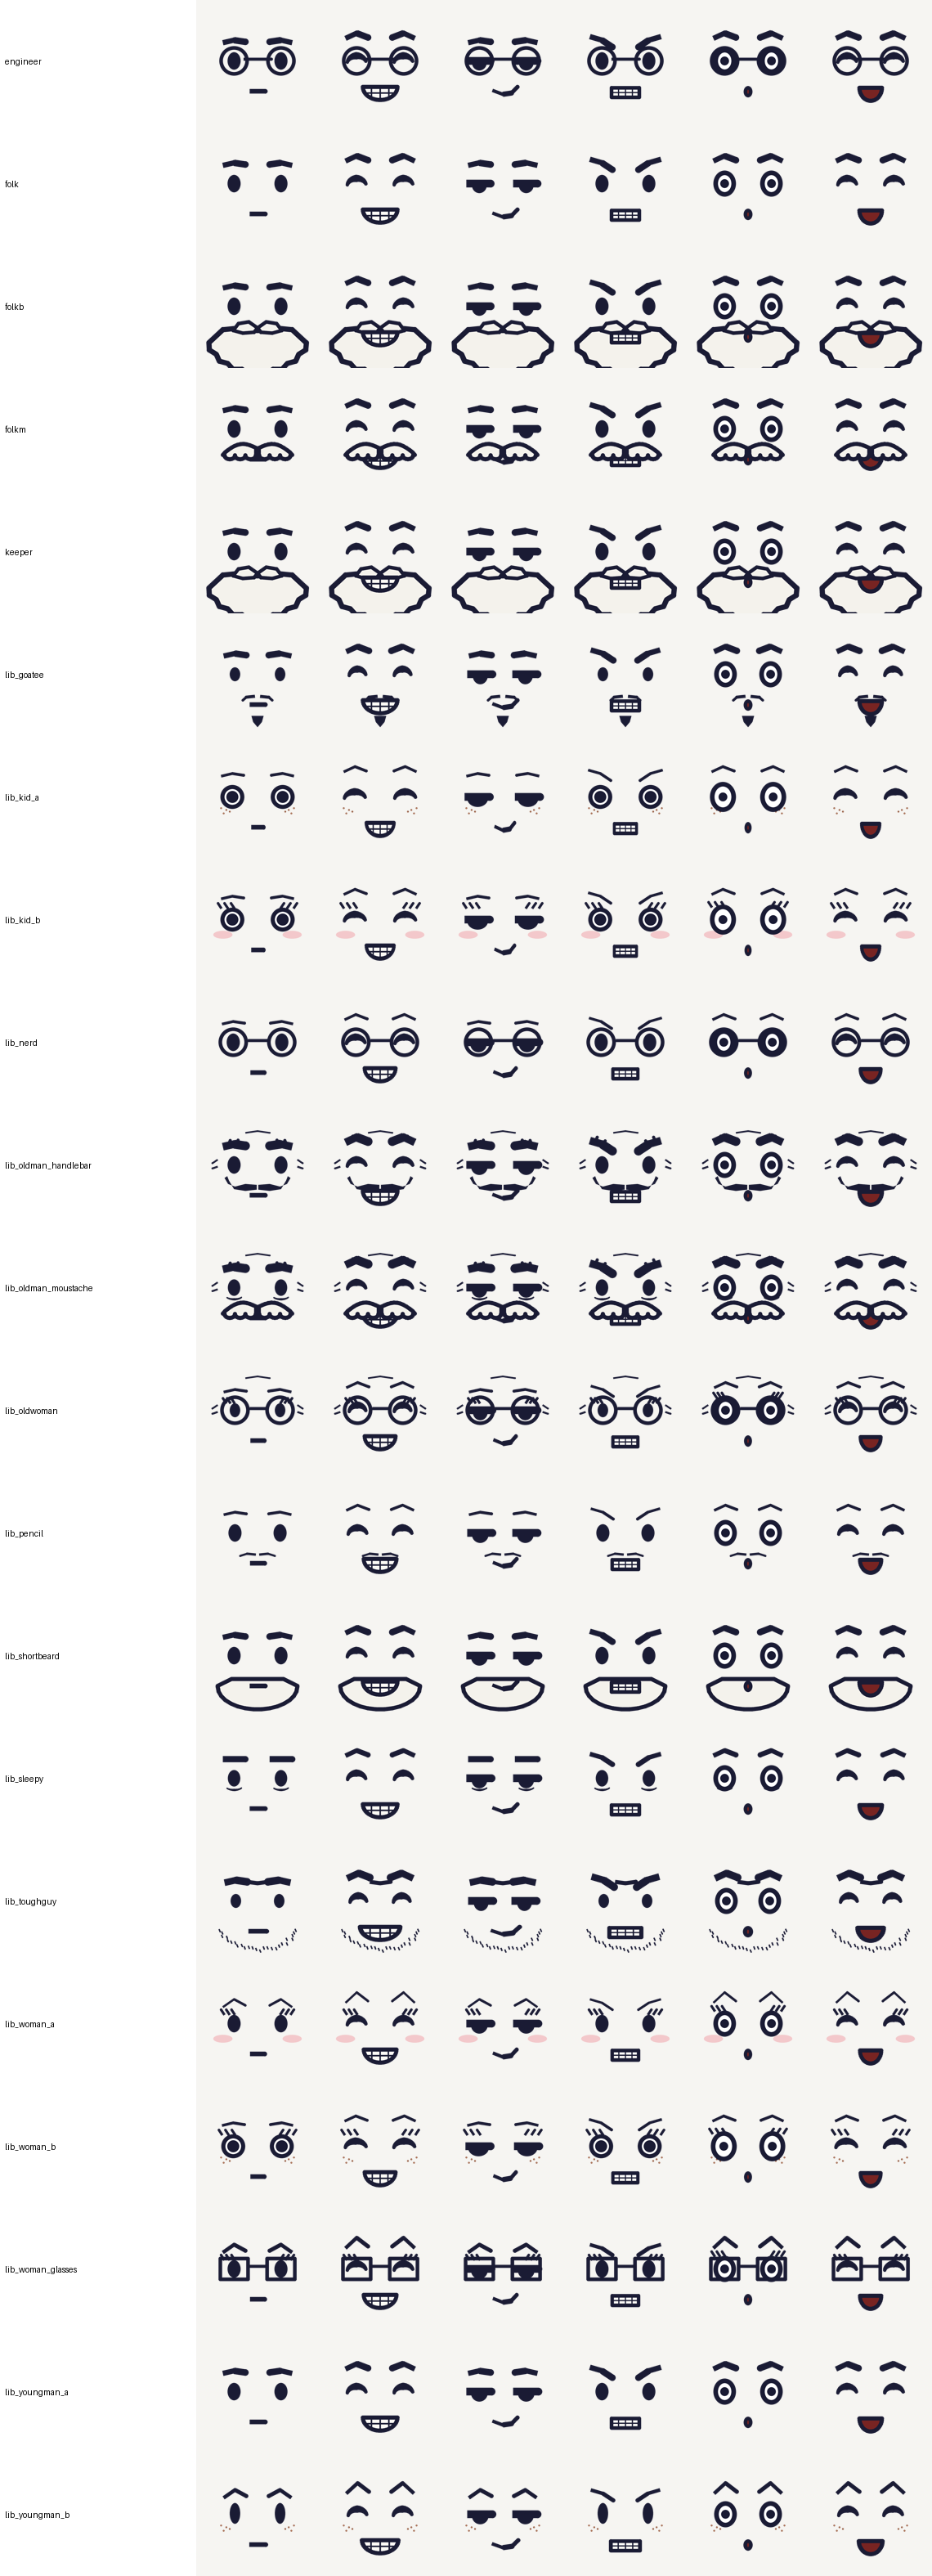 engineer
folk
folkb
folkm
keeper
lib_goatee
lib_kid_a
lib_kid_b
lib_nerd
lib_oldman_handlebar
lib_oldman_moustache
lib_oldwoman
lib_pencil
lib_shortbeard
lib_sleepy
lib_toughguy
lib_woman_a
lib_woman_b
lib_woman_glasses
lib_youngman_a
lib_youngman_b